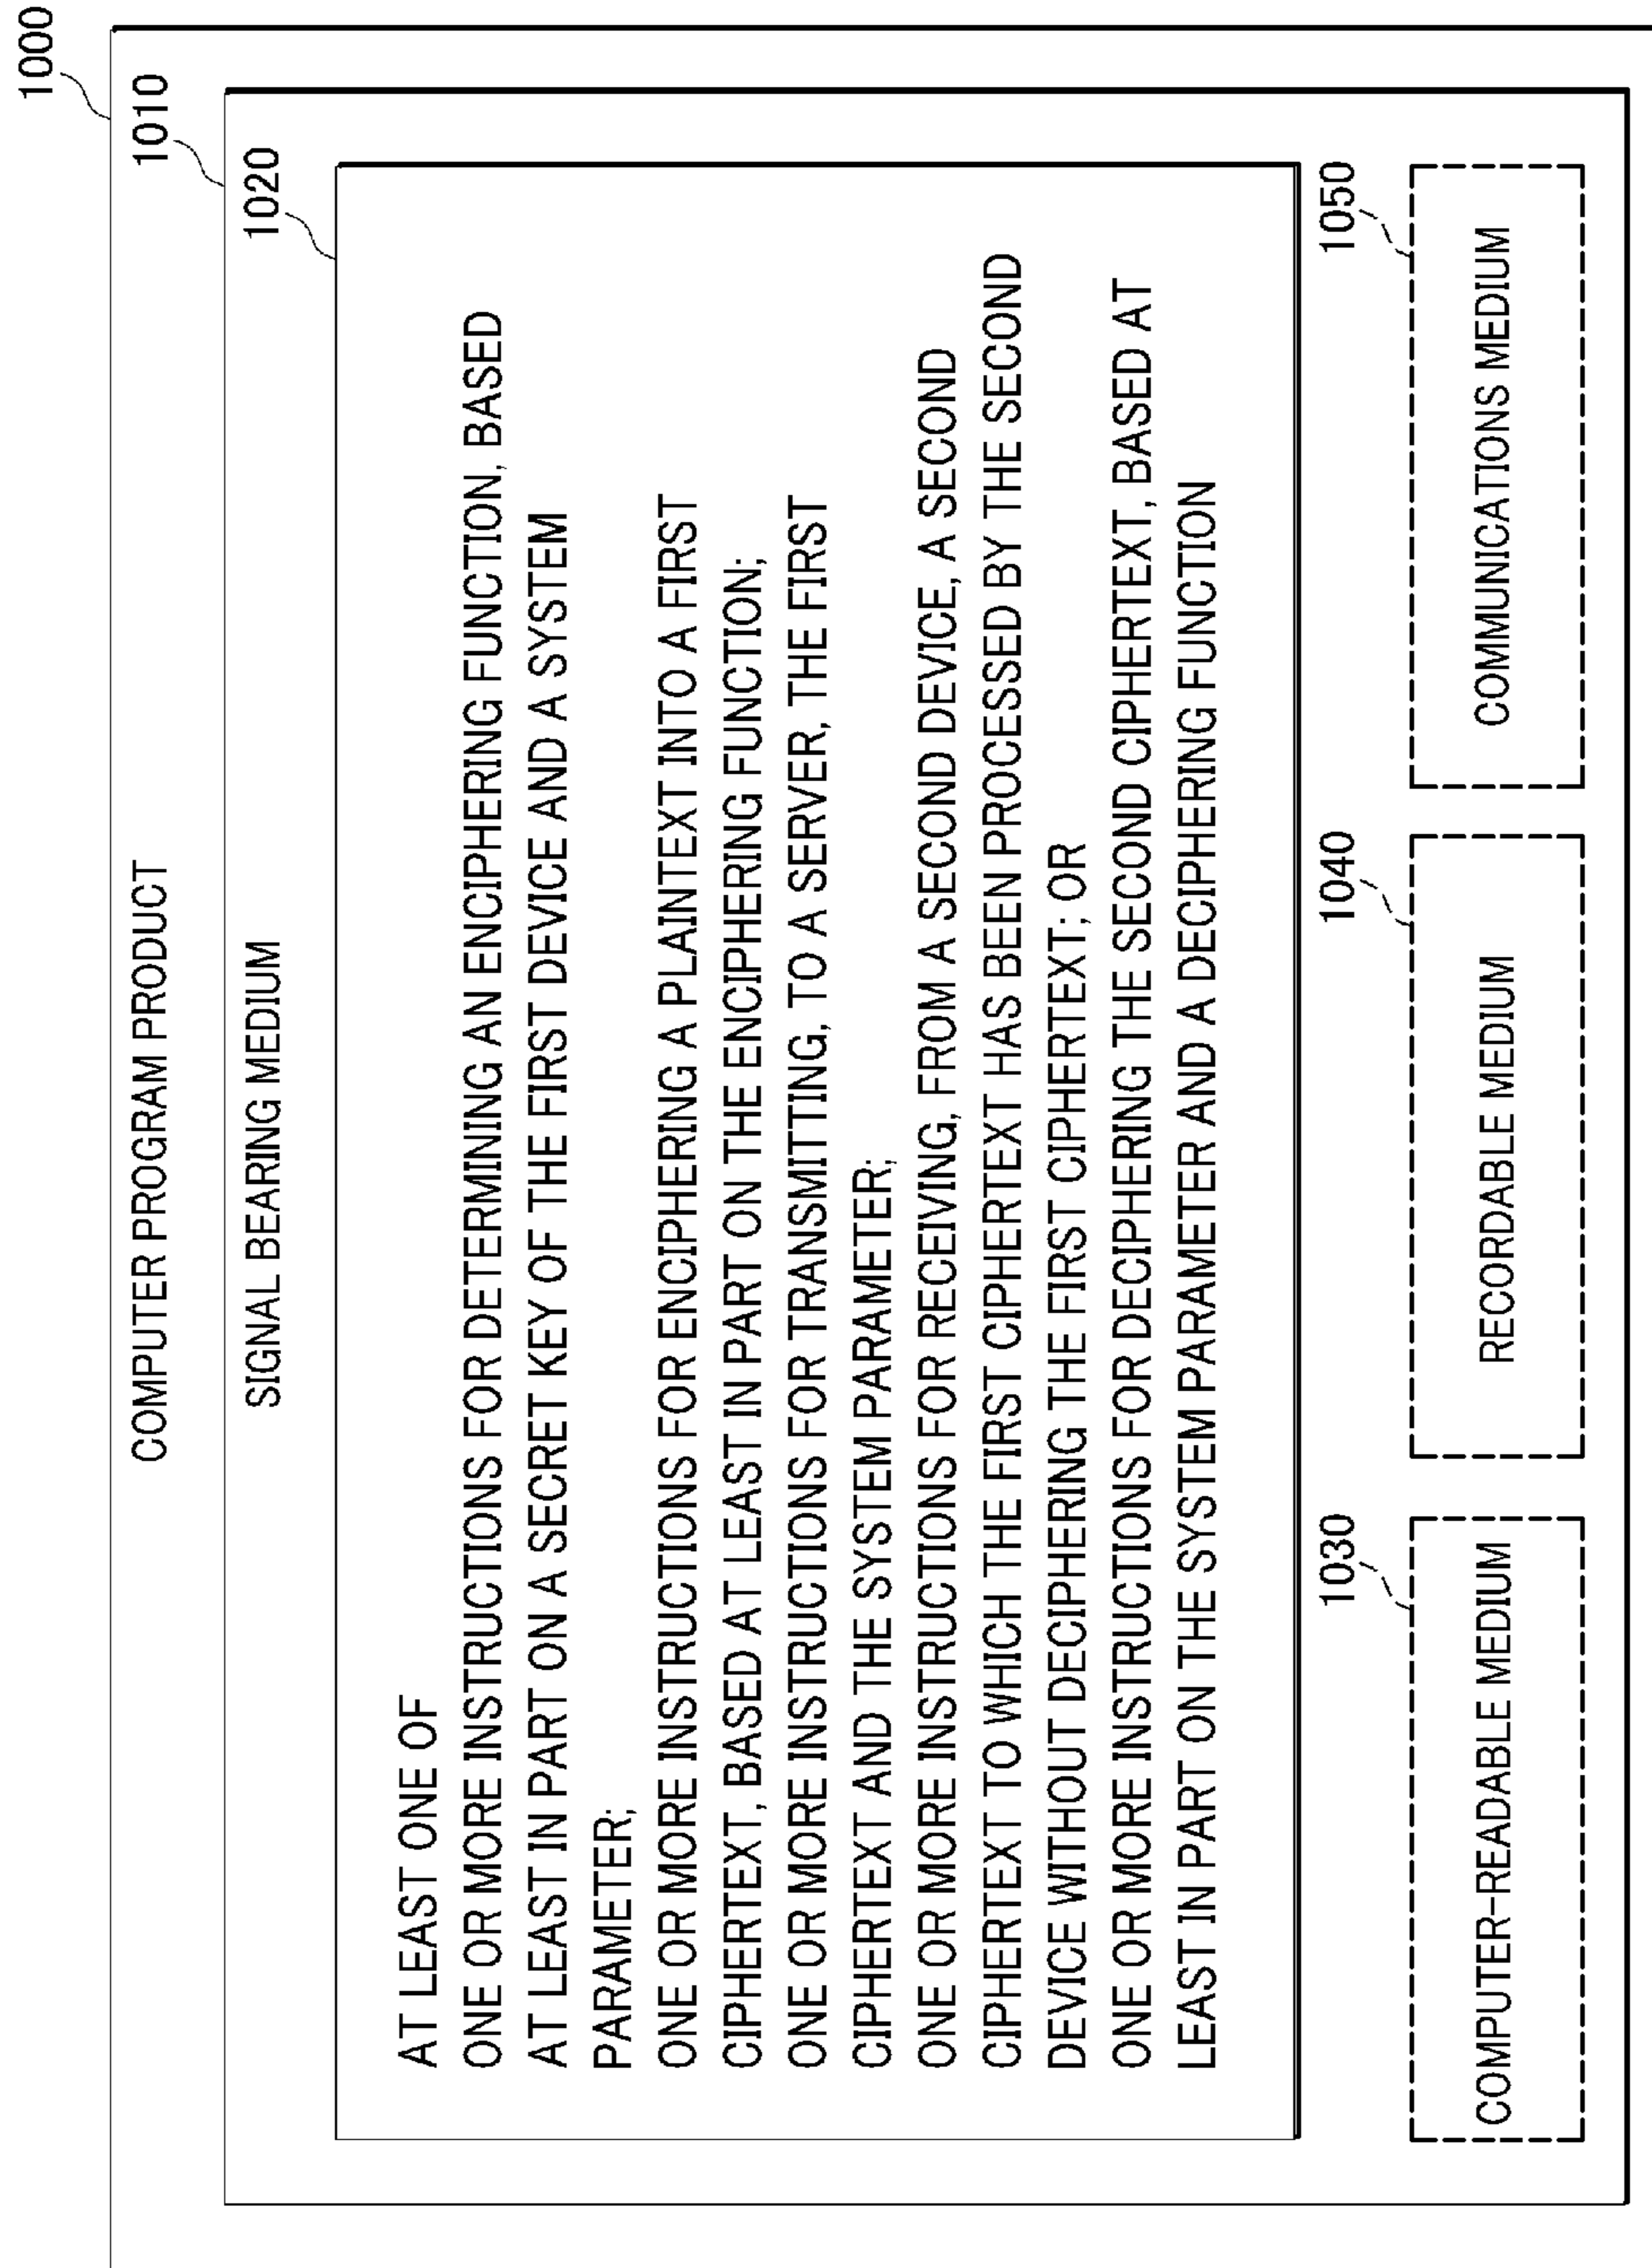 1000
COMPUTER PROGRAM PRODUCT
1010
SIGNAL BEARING MEDIUM
1020
AT LEAST ONE OF
ONE OR MORE INSTRUCTIONS FOR DETERMINING AN ENCIPHERING FUNCTION, BASED
AT LEAST IN PART ON A SECRET KEY OF THE FIRST DEVICE AND A SYSTEM
PARAMETER;
ONE OR MORE INSTRUCTIONS FOR ENCIPHERING A PLAINTEXT INTO A FIRST
CIPHERTEXT, BASED AT LEAST IN PART ON THE ENCIPHERING FUNCTION;
ONE OR MORE INSTRUCTIONS FOR TRANSMITTING, TO A SERVER, THE FIRST
CIPHERTEXT AND THE SYSTEM PARAMETER;
ONE OR MORE INSTRUCTIONS FOR RECEIVING, FROM A SECOND DEVICE, A SECOND
CIPHERTEXT TO WHICH THE FIRST CIPHERTEXT HAS BEEN PROCESSED BY THE SECOND
DEVICE WITHOUT DECIPHERING THE FIRST CIPHERTEXT; OR
ONE OR MORE INSTRUCTIONS FOR DECIPHERING THE SECOND CIPHERTEXT, BASED AT
LEAST IN PART ON THE SYSTEM PARAMETER AND A DECIPHERING FUNCTION
1030
COMPUTER-READABLE MEDIUM
1040
RECORDABLE MEDIUM
1050
COMMUNICATIONS MEDIUM